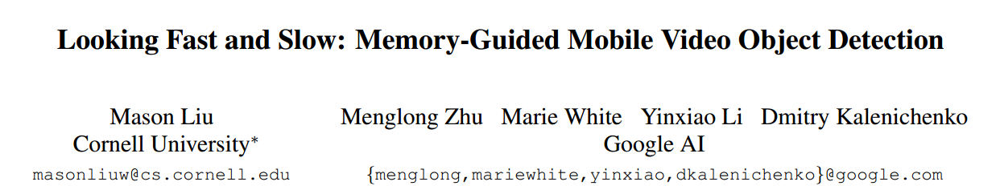 Looking Fast and Slow: Memory-Guided Mobile Video Object Detection
Mason Liu
Cornell University*
masonliuw@cs.cornell.edu
Menglong Zhu Marie White Yinxiao Li Dmitry Kalenichenko
Google AI
{menglong,mariewhite,yinxiao,dkalenichenko}@google.com